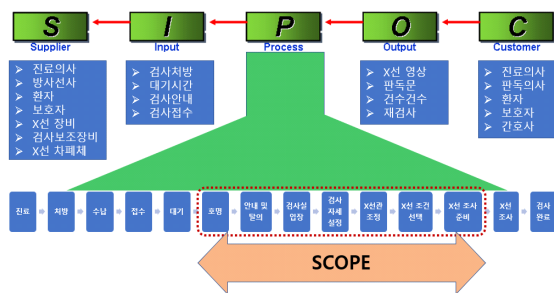 S I P O C
Supplier Input Process Output Customer
진료의사
방사선사
환자
보호자
X선 장비
검사보조장비
X선 차폐체
검사처방
대기시간
검사안내
검사접수
X선 영상
판독문
건수건수
재검사
진료의사
판독의사
환자
보호자
간호사
진료
처방
수납
접수
대기
호명
안내 및
탈의
검사실
입장
검사
자세
설정
X선관
조정
X선 조건
선택
X선 조사
준비
X선
조사
검사
완료
SCOPE